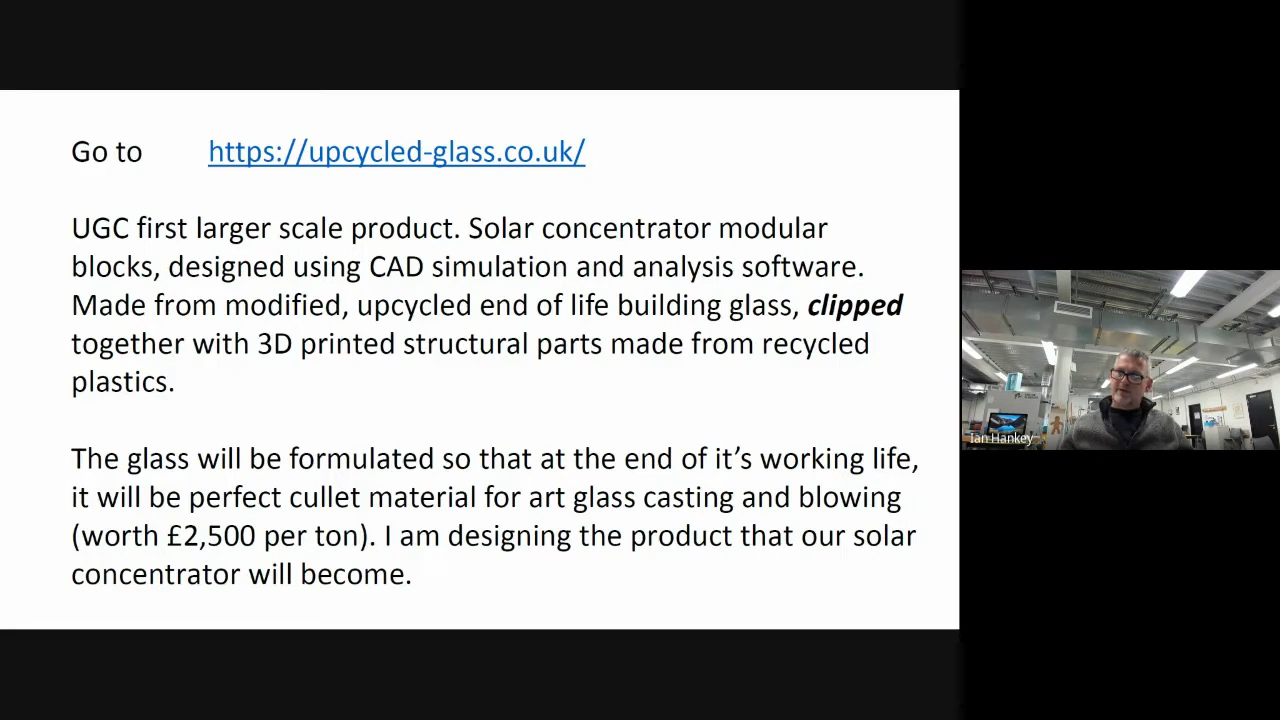 Go to https://upcycled-glass.co.uk/
UGC first larger scale product. Solar concentrator modular
blocks, designed using CAD simulation and analysis software.
Made from modified, upcycled end of life building glass, clipped
together with 3D printed structural parts made from recycled
plastics.
The glass will be formulated so that at the end of it's working life,
it will be perfect cullet material for art glass casting and blowing
(worth £2,500 per ton). I am designing the product that our solar
concentrator will become.
Ian Hankey